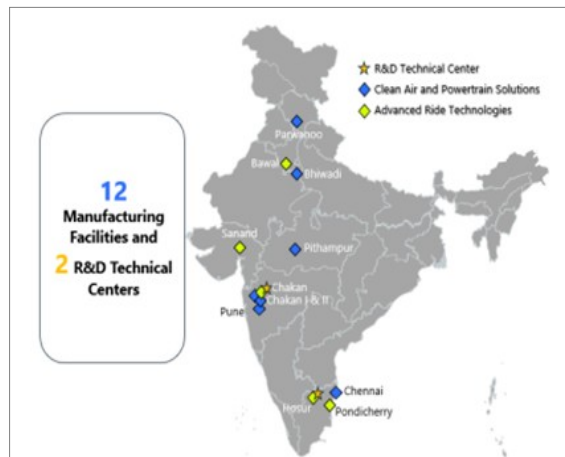 R&D Technical Center
Clean Air and Powertrain Solutions
Advanced Ride Technologies
12
Manufacturing
Facilities and
2 R&D Technical
Centers
Parwanoo
Bawal
Bhiwadi
Sanand
Pithampur
Chakan
Chakan I & II
Pune
Chennai
Hosur
Pondicherry